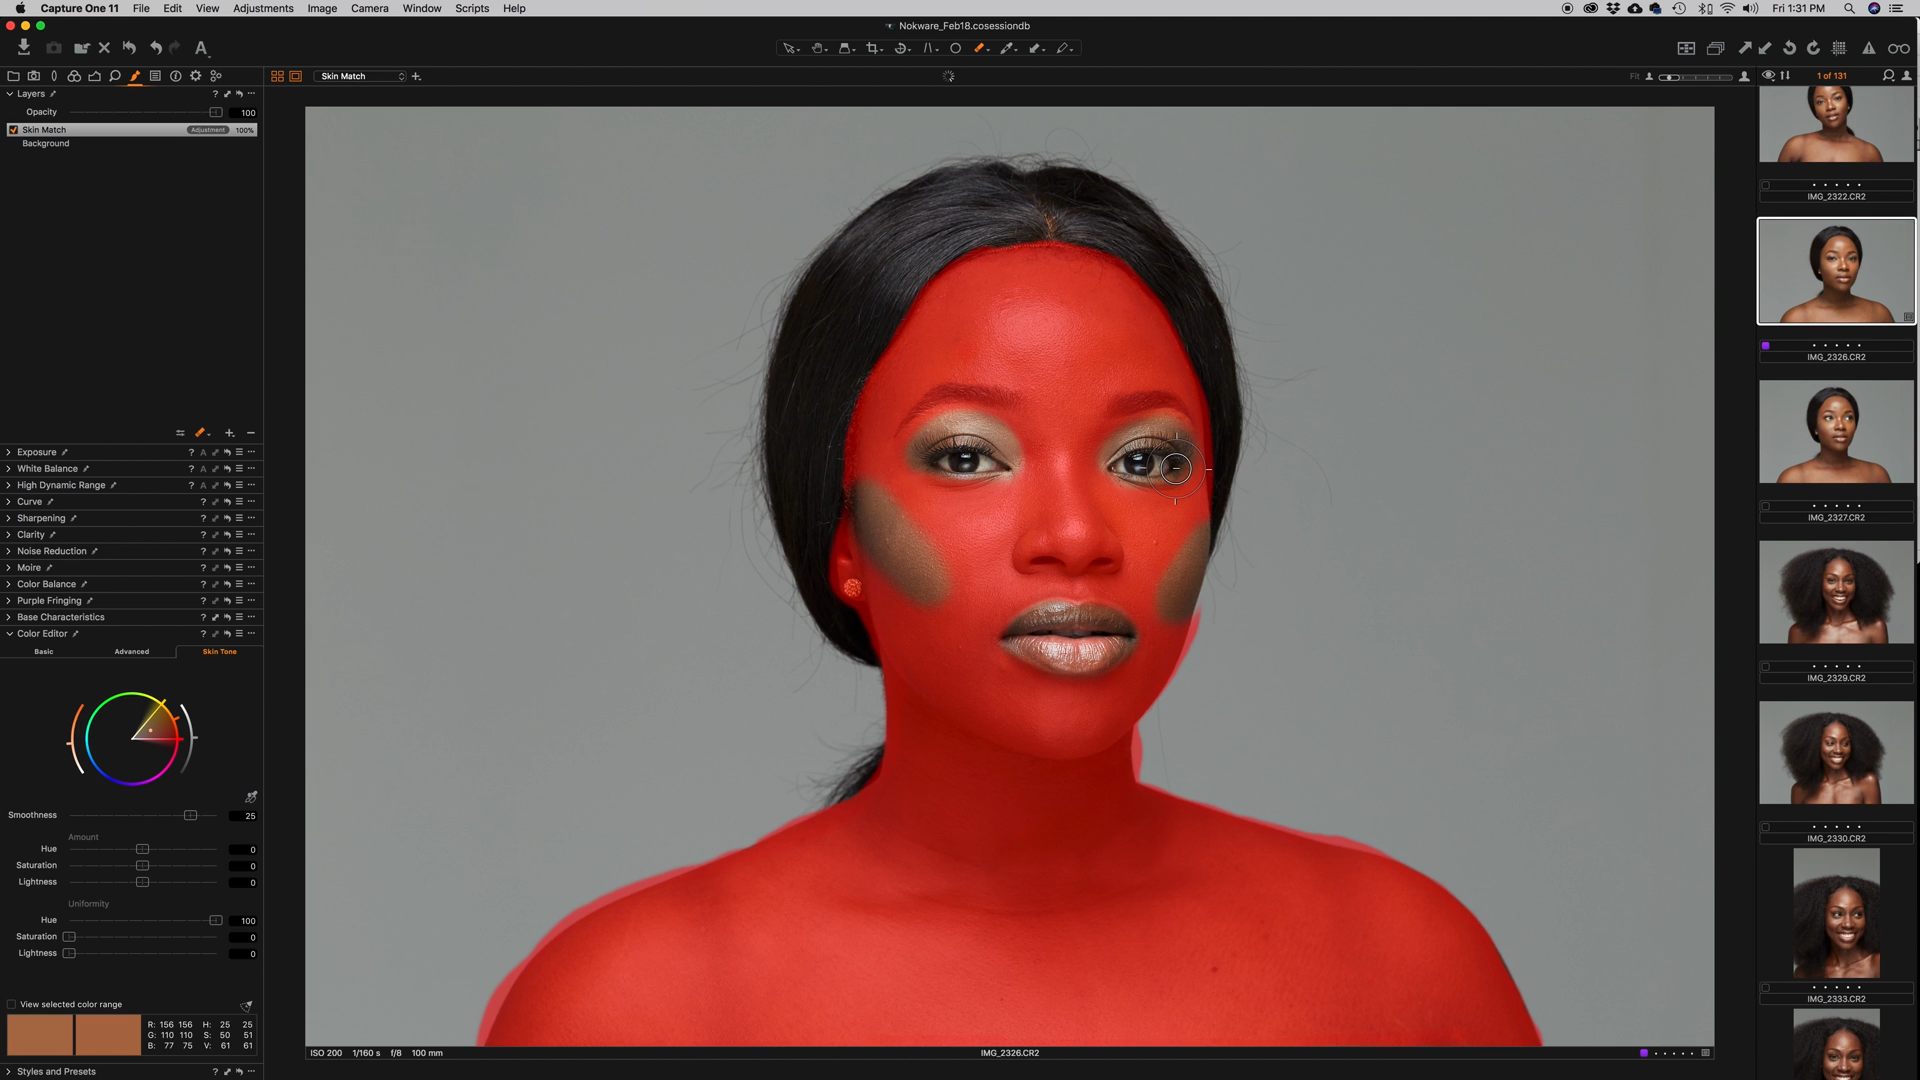 Capture One 11 File Edit View Adjustments Image Camera Window Scripts Help
Fri 1:31 PM
Nokware_Feb18.cosessiondb
A
Skin Match
Fit
1 of 131
Layers
?
Opacity
100
Skin Match Adjustment 100%
Background
Exposure ? A
White Balance ? A
High Dynamic Range ? A
Curve ?
Sharpening ?
Clarity ?
Noise Reduction ?
Moire ?
Color Balance ?
Purple Fringing ?
Base Characteristics ?
Color Editor ?
Basic Advanced Skin Tone
Smoothness 25
Amount
Hue 0
Saturation 0
Lightness 0
Uniformity
Hue 100
Saturation 0
Lightness 0
View selected color range
R: 156 156 H: 25 25
G: 110 110 S: 50 51
B: 77 75 V: 61 61
Styles and Presets ?
ISO 200 1/160 s f/8 100 mm
IMG_2326.CR2
IMG_2322.CR2
IMG_2326.CR2
IMG_2327.CR2
IMG_2329.CR2
IMG_2330.CR2
IMG_2333.CR2